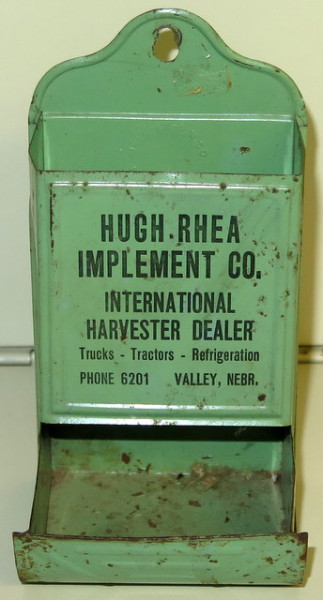 HUGH RHEA
IMPLEMENT CO.
INTERNATIONAL
HARVESTER DEALER
Trucks - Tractors - Refrigeration
PHONE 6201 VALLEY, NEBR.